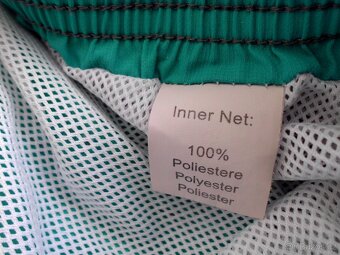 Inner Net:
100%
Poliestere
Polyester
Poliester